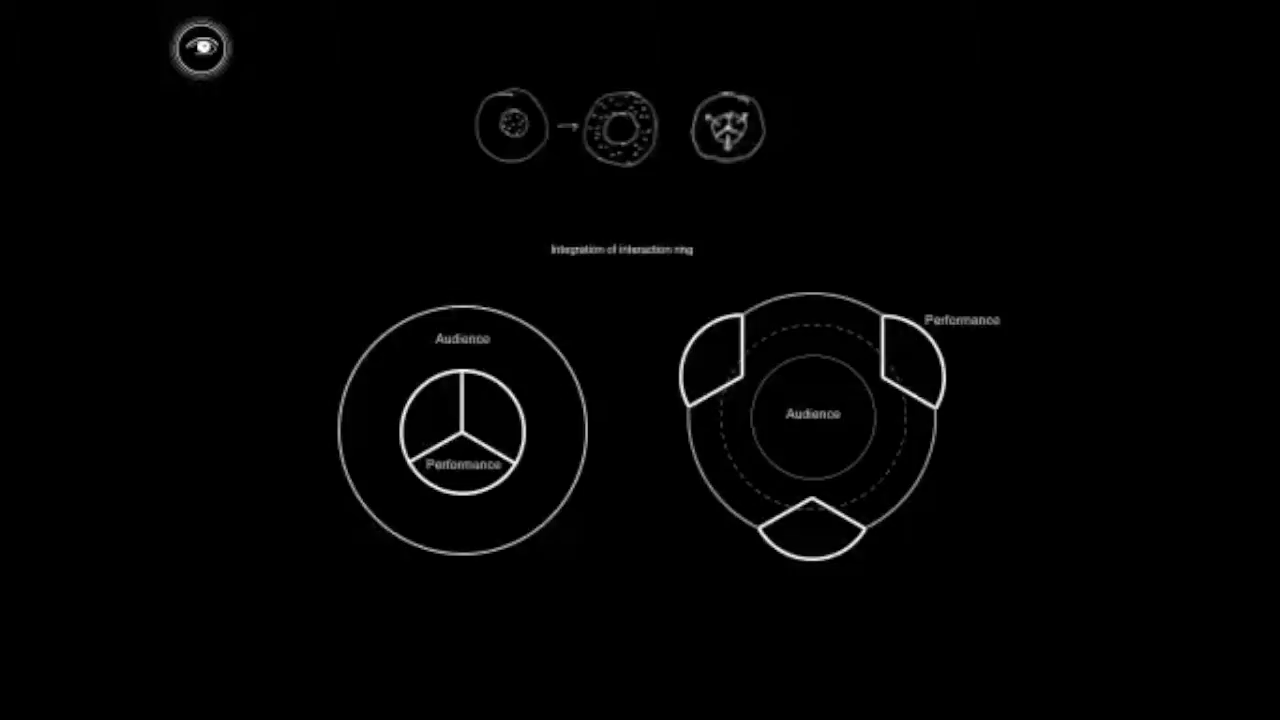 Integration of interaction ring
Performance
Audience
Audience
Performance